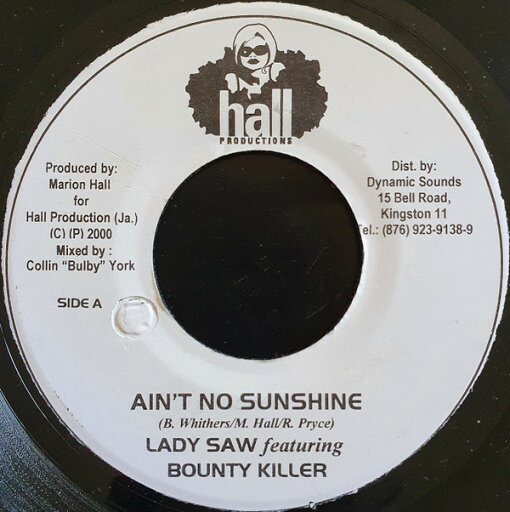 hall
PRODUCTIONS
Produced by:
Marion Hall
for
Hall Production (Ja.)
(C) (P) 2000
Mixed by :
Collin "Bulby" York
Dist. by:
Dynamic Sounds
15 Bell Road,
Kingston 11
Tel.: (876) 923-9138-9
SIDE A
AIN'T NO SUNSHINE
(B. Whithers/M. Hall/R. Pryce)
LADY SAW featuring
BOUNTY KILLER